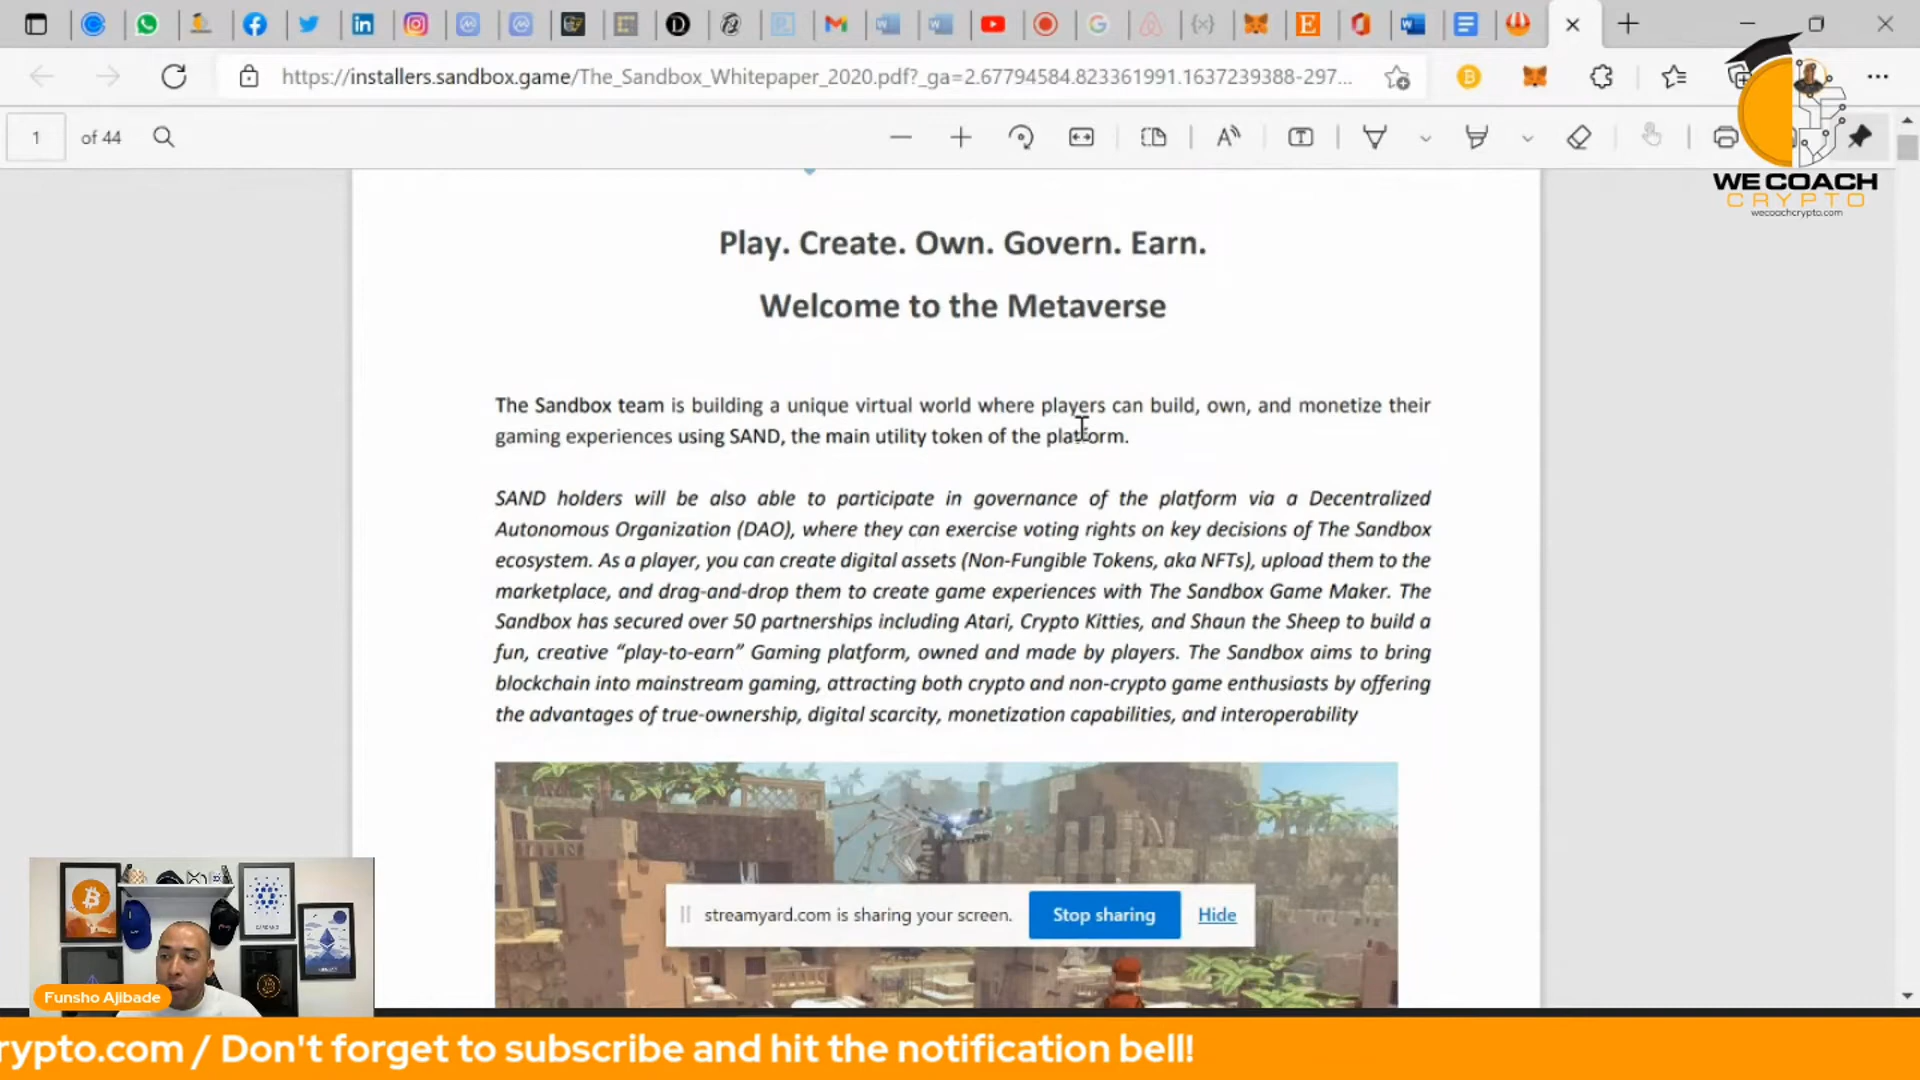 https://installers.sandbox.game/The_Sandbox_Whitepaper_2020.pdf?_ga=2.67794584.823361991.1637239388-297...
1 of 44
WE COACH
CRYPTO
wecoachcrypto.com
Play. Create. Own. Govern. Earn.
Welcome to the Metaverse
The Sandbox team is building a unique virtual world where players can build, own, and monetize their
gaming experiences using SAND, the main utility token of the platform.
SAND holders will be also able to participate in governance of the platform via a Decentralized
Autonomous Organization (DAO), where they can exercise voting rights on key decisions of The Sandbox
ecosystem. As a player, you can create digital assets (Non-Fungible Tokens, aka NFTs), upload them to the
marketplace, and drag-and-drop them to create game experiences with The Sandbox Game Maker. The
Sandbox has secured over 50 partnerships including Atari, Crypto Kitties, and Shaun the Sheep to build a
fun, creative “play-to-earn” Gaming platform, owned and made by players. The Sandbox aims to bring
blockchain into mainstream gaming, attracting both crypto and non-crypto game enthusiasts by offering
the advantages of true-ownership, digital scarcity, monetization capabilities, and interoperability
streamyard.com is sharing your screen.
Stop sharing
Hide
Funsho Ajibade
rypto.com / Don't forget to subscribe and hit the notification bell!